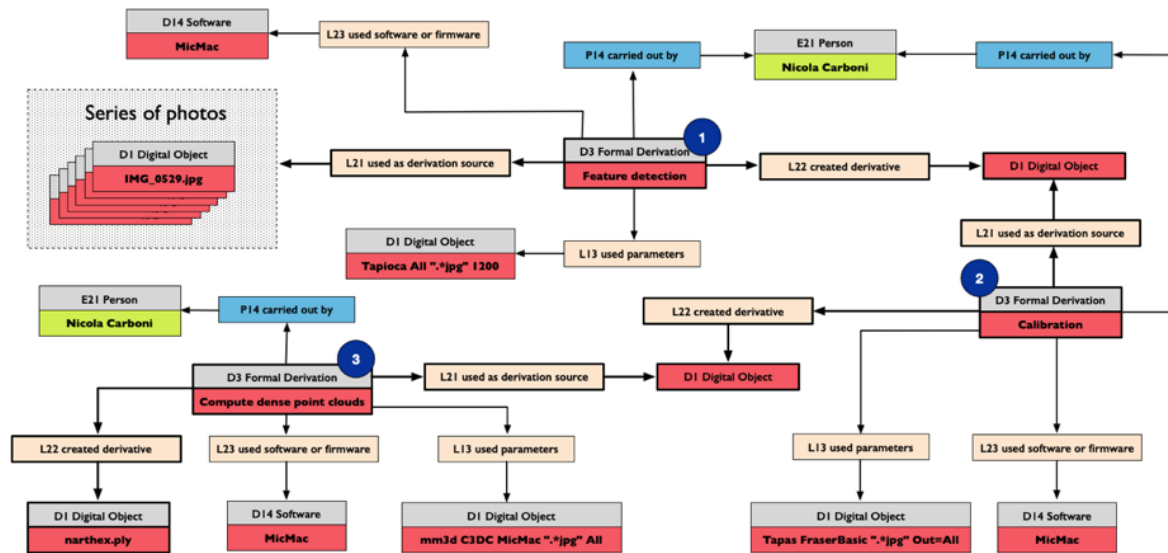 D14 Software
MicMac
L23 used software or firmware
P14 carried out by
E21 Person
Nicola Carboni
P14 carried out by
Series of photos
D1 Digital Object
IMG_0529.jpg
L21 used as derivation source
1
D3 Formal Derivation
Feature detection
L22 created derivative
D1 Digital Object
L21 used as derivation source
D1 Digital Object
Tapioca All ".*jpg" 1200
L13 used parameters
2
D3 Formal Derivation
Calibration
E21 Person
Nicola Carboni
P14 carried out by
L22 created derivative
3
D3 Formal Derivation
Compute dense point clouds
L21 used as derivation source
D1 Digital Object
L22 created derivative
L23 used software or firmware
L13 used parameters
L13 used parameters
L23 used software or firmware
D1 Digital Object
narthex.ply
D14 Software
MicMac
D1 Digital Object
mm3d C3DC MicMac ".*jpg" All
D1 Digital Object
Tapas FraserBasic ".*jpg" Out=All
D14 Software
MicMac